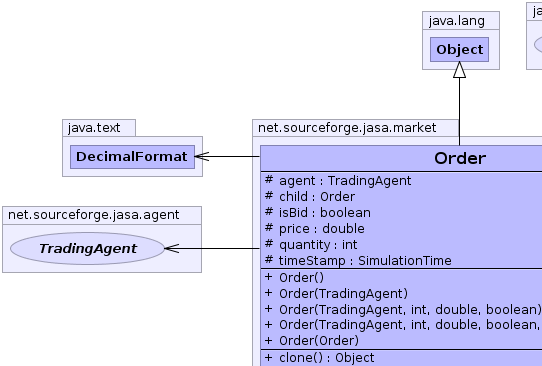 java.lang
ja
Object
java.text
DecimalFormat
net.sourceforge.jasa.market
Order
# agent : TradingAgent
# child : Order
# isBid : boolean
# price : double
# quantity : int
# timeStamp : SimulationTime
net.sourceforge.jasa.agent
TradingAgent
+ Order()
+ Order(TradingAgent)
+ Order(TradingAgent, int, double, boolean)
+ Order(TradingAgent, int, double, boolean,
+ Order(Order)
+ clone() : Object